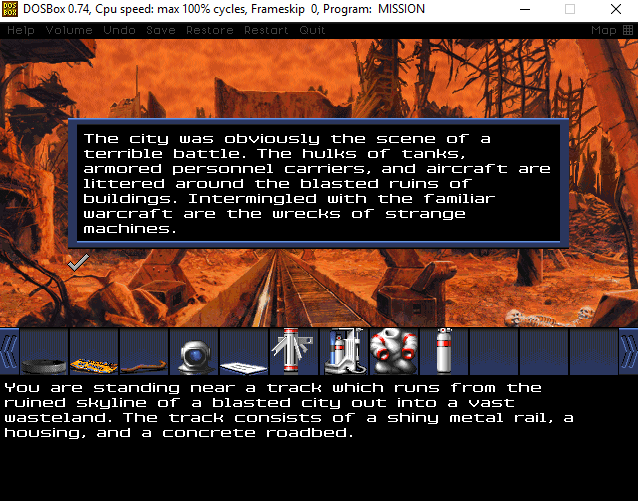 DOSBox 0.74, Cpu speed: max 100% cycles, Frameskip 0, Program: MISSION
Help Volume Undo Save Restore Restart Quit Map
The city was obviously the scene of a
terrible battle. The hulks of tanks,
armored personnel carriers, and aircraft are
littered around the blasted ruins of
buildings. Intermingled with the familiar
warcraft are the wrecks of strange
machines.
You are standing near a track which runs from the
ruined skyline of a blasted city out into a vast
wasteland. The track consists of a shiny metal rail, a
housing, and a concrete roadbed.